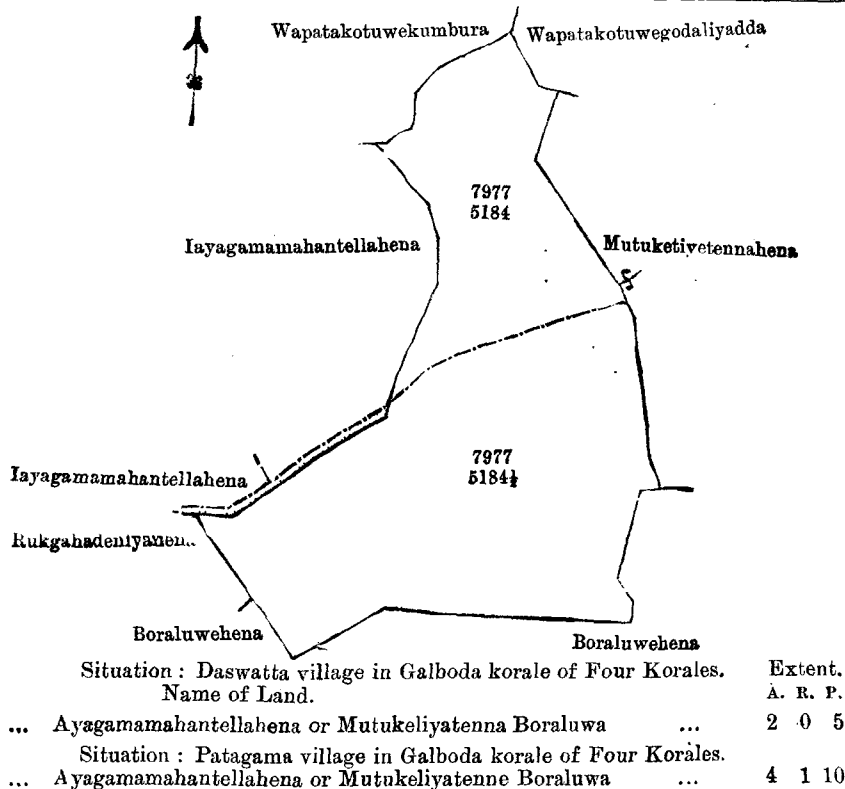 Wapatakotuwekumbura Wapatakotuwegodaliyadda
7977
5184
Iayagamamahantellahena
Mutuketiyetennahena
Iayagamamahantellahena
7977
5184½
Boraluwehena
Boraluwehena
Situation : Daswatta village in Galboda korale of Four Korales. Extent.
Name of Land. A. R. P.
... Ayagamamahantellahena or Mutukeliyatenna Boraluwa ... 2 0 5
Situation : Patagama village in Galboda korale of Four Korales.
... Ayagamamahantellahena or Mutukeliyatenne Boraluwa ... 4 1 10